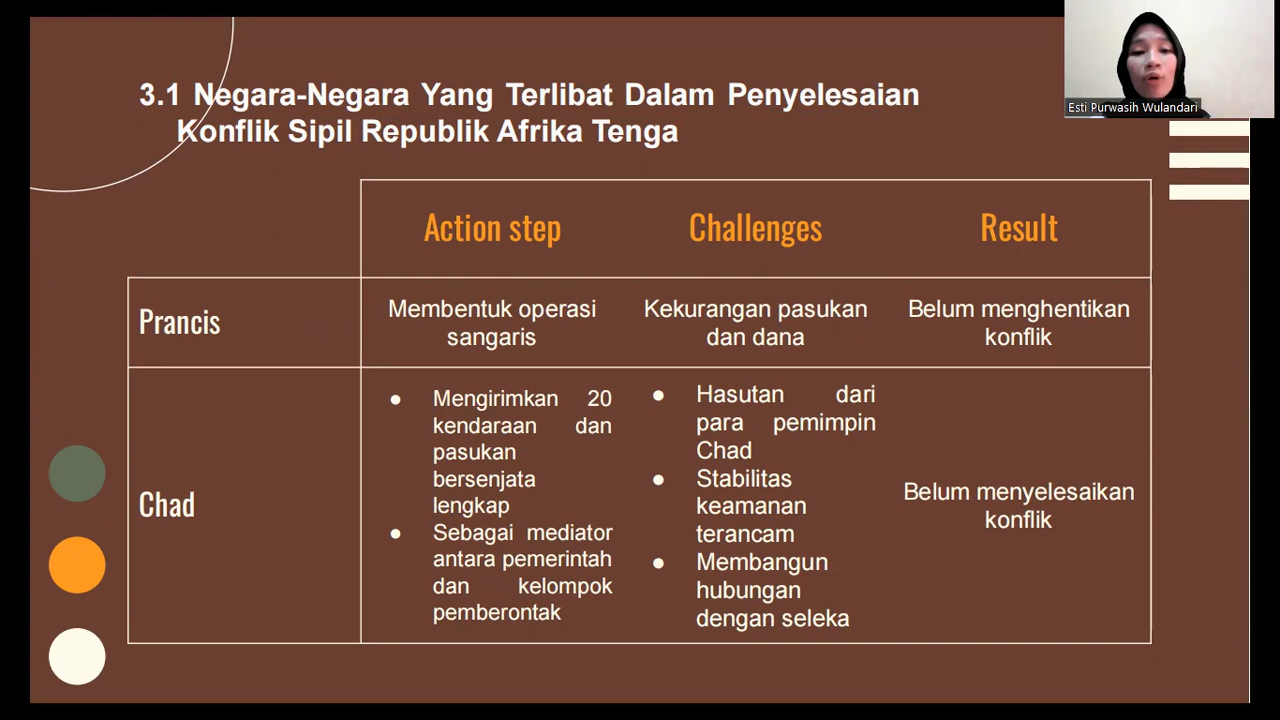 3.1 Negara-Negara Yang Terlibat Dalam Penyelesaian
Konflik Sipil Republik Afrika Tenga
Esti Purwasih Wulandari
Action step
Challenges
Result
Prancis
Membentuk operasi
sangaris
Kekurangan pasukan
dan dana
Belum menghentikan
konflik
Chad
● Mengirimkan 20
kendaraan dan
pasukan
bersenjata
lengkap
● Sebagai mediator
antara pemerintah
dan kelompok
pemberontak
● Hasutan dari
para pemimpin
Chad
● Stabilitas
keamanan
terancam
● Membangun
hubungan
dengan seleka
Belum menyelesaikan
konflik